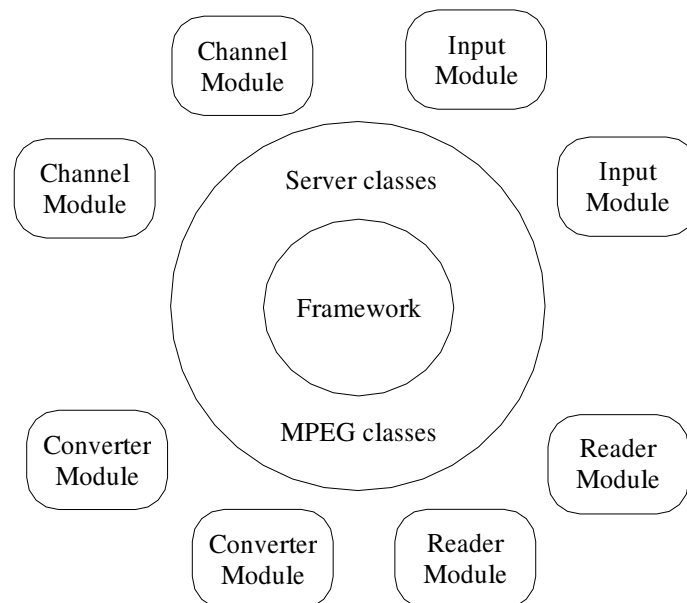 Channel
Module
Input
Module
Channel
Module
Server classes
Input
Module
Framework
MPEG classes
Converter
Module
Reader
Module
Converter
Module
Reader
Module